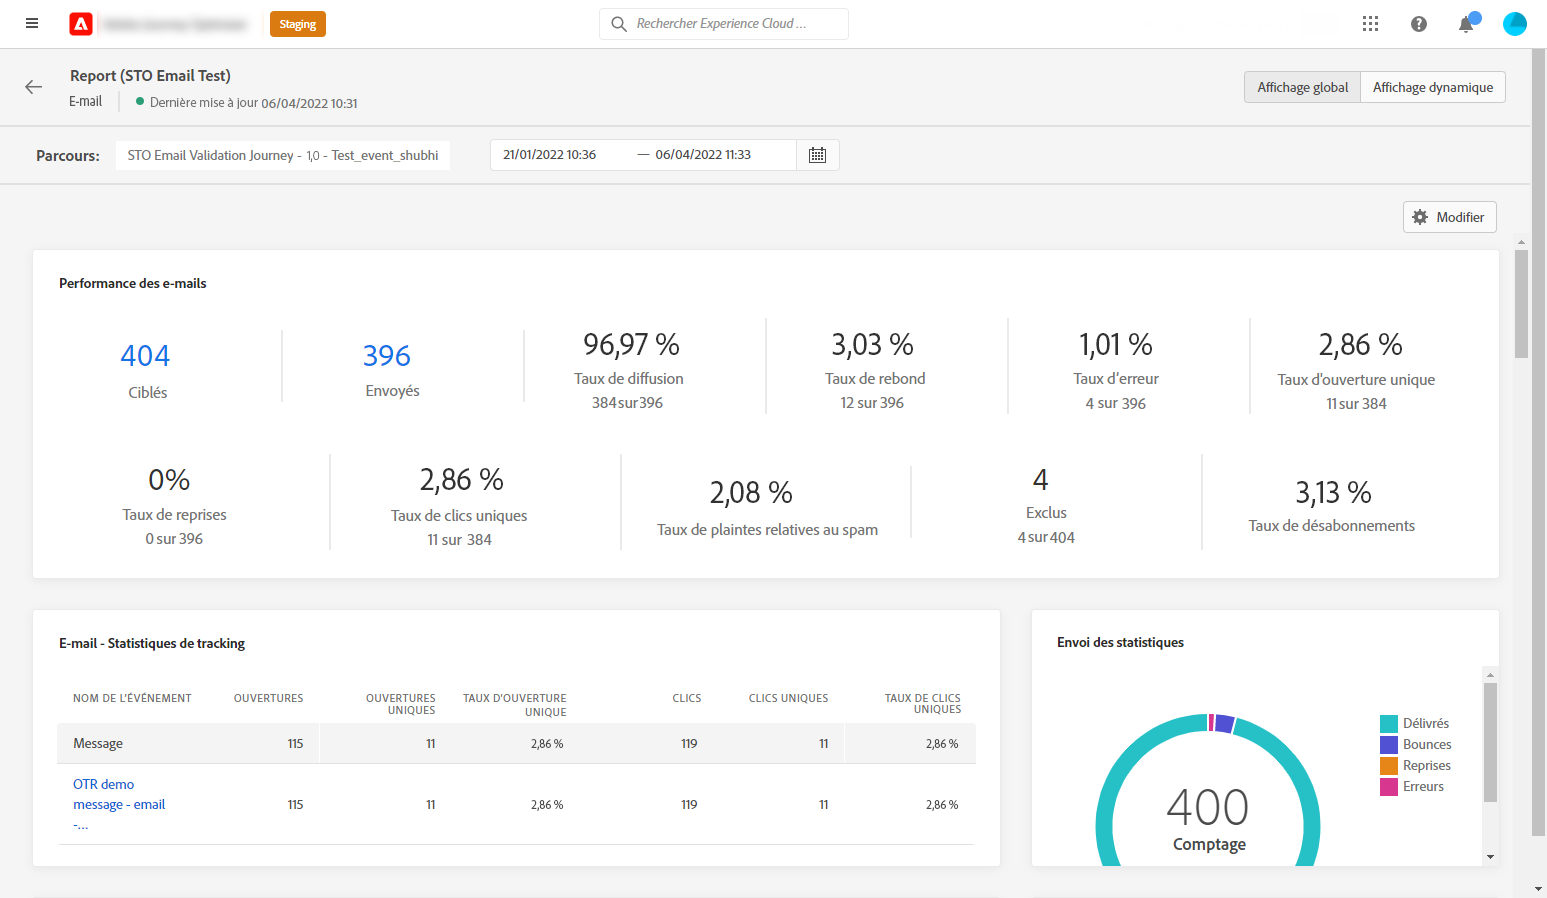 Staging
Rechercher Experience Cloud ...
Report (STO Email Test)
E-mail
Dernière mise à jour 06/04/2022 10:31
Affichage global
Affichage dynamique
Parcours:
STO Email Validation Journey - 1,0 - Test_event_shubhi
21/01/2022 10:36 — 06/04/2022 11:33
Modifier
Performance des e-mails
404
Ciblés
396
Envoyés
96,97 %
Taux de diffusion
384 sur 396
3,03 %
Taux de rebond
12 sur 396
1,01 %
Taux d'erreur
4 sur 396
2,86 %
Taux d'ouverture unique
11 sur 384
0%
Taux de reprises
0 sur 396
2,86 %
Taux de clics uniques
11 sur 384
2,08 %
Taux de plaintes relatives au spam
4
Exclus
4 sur 404
3,13 %
Taux de désabonnements
E-mail - Statistiques de tracking
NOM DE L'ÉVÉNEMENT
OUVERTURES
OUVERTURES
UNIQUES
TAUX D'OUVERTURE
UNIQUE
CLICS
CLICS UNIQUES
TAUX DE CLICS
UNIQUES
Message 115 11 2,86 % 119 11 2,86 %
OTR demo
message - email
-...
115 11 2,86 % 119 11 2,86 %
Envoi des statistiques
400
Comptage
Délivrés
Bounces
Reprises
Erreurs